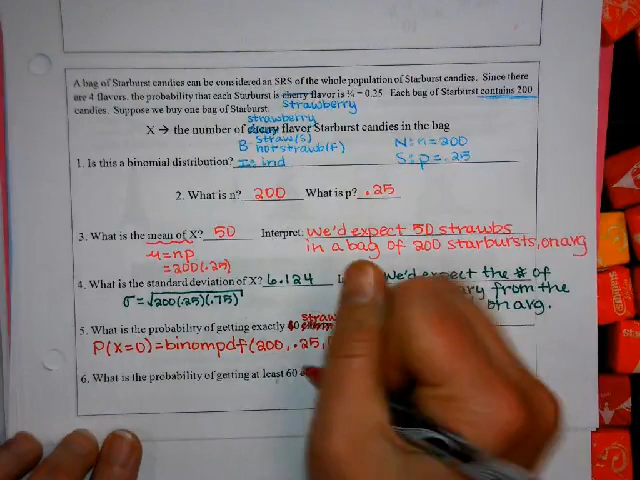 A bag of Starburst candies can be considered an SRS of the whole population of Starburst candies. Since there
are 4 flavors, the probability that each Starburst is cherry flavor is ¼ = 0.25. Each bag of Starburst contains 200
strawberry
candies. Suppose we buy one bag of Starburst.
strawberry
X → the number of cherry flavor Starburst candies in the bag
B straw(S)
not strawb(F)
N: n=200
1. Is this a binomial distribution? I: ind
S: p=.25
2. What is n? 200 What is p? .25
3. What is the mean of X? 50 Interpret: we'd expect 50 strawbs
in a bag of 200 starbursts, on avg
μ=np
=200(.25)
4. What is the standard deviation of X? 6.124 we'd expect the # of
from the
σ=√200(.25)(.75)
on avg.
straw
5. What is the probability of getting exactly
P(X=0)=binompdf(200, .25,
6. What is the probability of getting at least 60